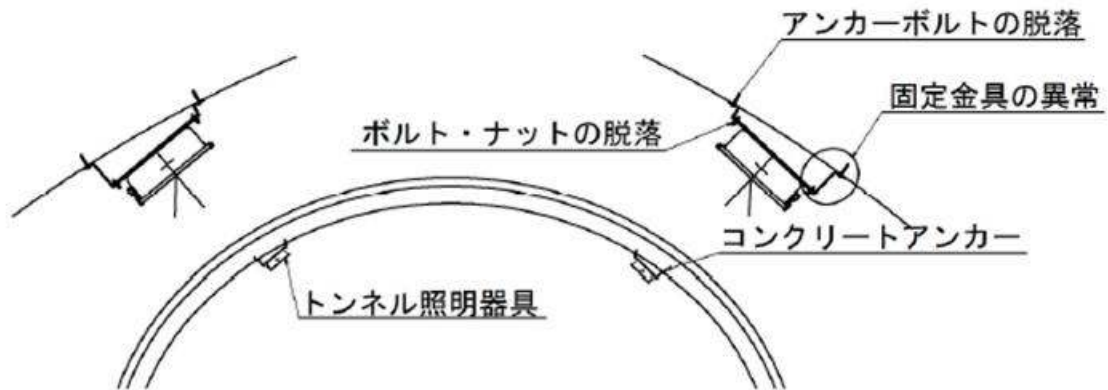 アンカーボルトの脱落
固定金具の異常
ボルト・ナットの脱落
コンクリートアンカー
トンネル照明器具